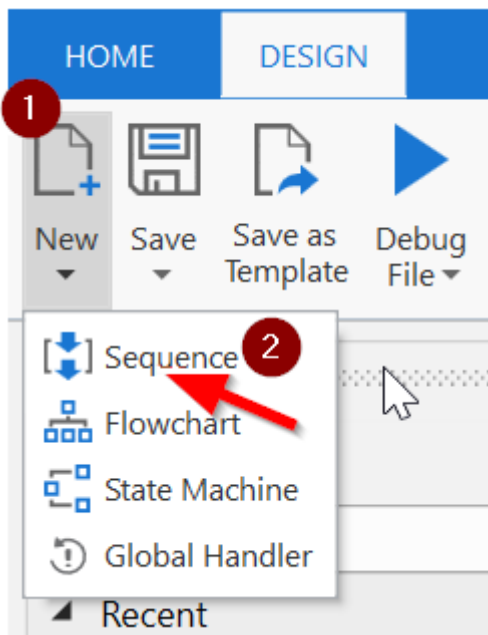 HOME DESIGN
1
New Save Save as Template Debug File
Sequence 2
Flowchart
State Machine
Global Handler
Recent